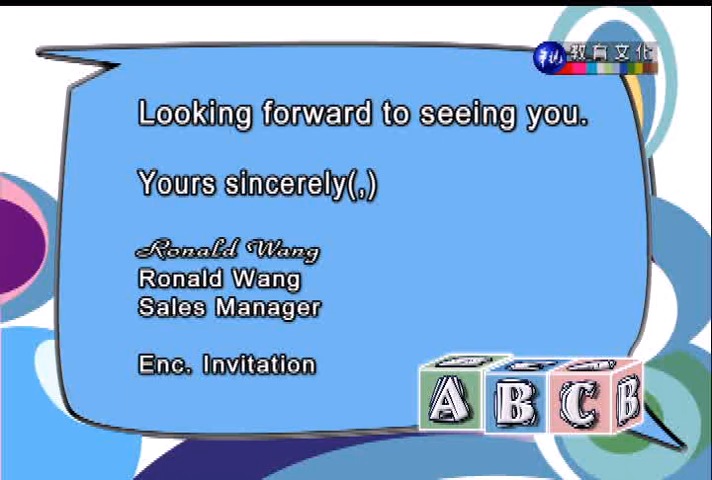 教育文化
Looking forward to seeing you.
Yours sincerely(,)
Ronald Wang
Ronald Wang
Sales Manager
Enc. Invitation
A B C B